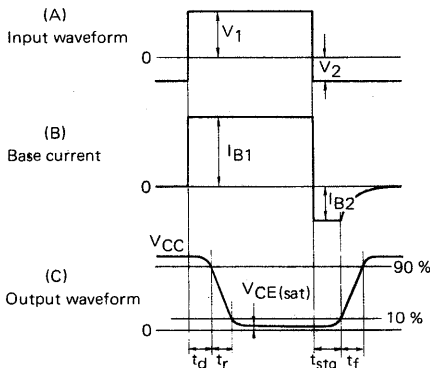 (A)
Input waveform
0
V1
V2
(B)
Base current
0
IB1
IB2
VCC
(C)
Output waveform
0
VCE(sat)
90 %
10 %
td tr tstg tf